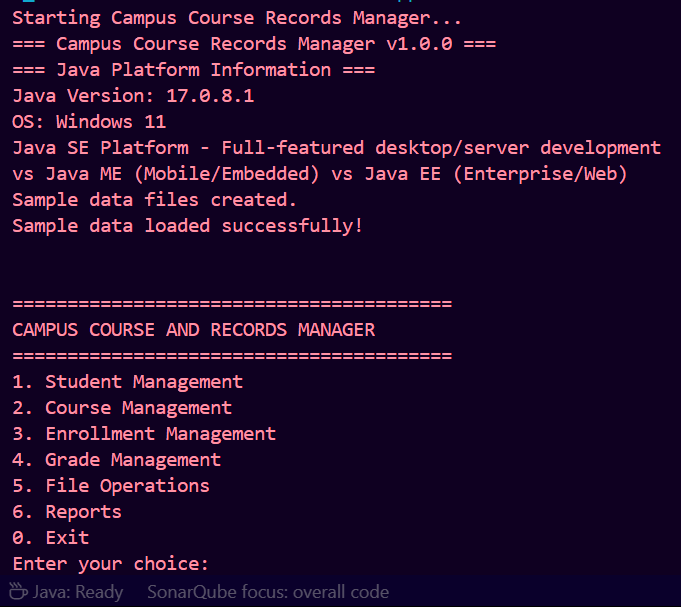 Starting Campus Course Records Manager...
=== Campus Course Records Manager v1.0.0 ===
=== Java Platform Information ===
Java Version: 17.0.8.1
OS: Windows 11
Java SE Platform - Full-featured desktop/server development
vs Java ME (Mobile/Embedded) vs Java EE (Enterprise/Web)
Sample data files created.
Sample data loaded successfully!
========================================
CAMPUS COURSE AND RECORDS MANAGER
========================================
1. Student Management
2. Course Management
3. Enrollment Management
4. Grade Management
5. File Operations
6. Reports
0. Exit
Enter your choice:
Java: Ready SonarQube focus: overall code